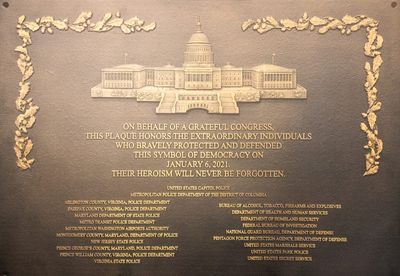 ON BEHALF OF A GRATEFUL CONGRESS,
THIS PLAQUE HONORS THE EXTRAORDINARY INDIVIDUALS
WHO BRAVELY PROTECTED AND DEFENDED
THIS SYMBOL OF DEMOCRACY ON
JANUARY 6, 2021.
THEIR HEROISM WILL NEVER BE FORGOTTEN.
UNITED STATES CAPITOL POLICE
METROPOLITAN POLICE DEPARTMENT OF THE DISTRICT OF COLUMBIA
ARLINGTON COUNTY, VIRGINIA, POLICE DEPARTMENT
FAIRFAX COUNTY, VIRGINIA, POLICE DEPARTMENT
MARYLAND DEPARTMENT OF STATE POLICE
METRO TRANSIT POLICE DEPARTMENT
METROPOLITAN WASHINGTON AIRPORTS AUTHORITY
MONTGOMERY COUNTY, MARYLAND, DEPARTMENT OF POLICE
NEW JERSEY STATE POLICE
PRINCE GEORGE'S COUNTY, MARYLAND, POLICE DEPARTMENT
PRINCE WILLIAM COUNTY, VIRGINIA, POLICE DEPARTMENT
VIRGINIA STATE POLICE
BUREAU OF ALCOHOL, TOBACCO, FIREARMS AND EXPLOSIVES
DEPARTMENT OF HEALTH AND HUMAN SERVICES
DEPARTMENT OF HOMELAND SECURITY
FEDERAL BUREAU OF INVESTIGATION
NATIONAL GUARD BUREAU, DEPARTMENT OF DEFENSE
PENTAGON FORCE PROTECTION AGENCY, DEPARTMENT OF DEFENSE
UNITED STATES MARSHALS SERVICE
UNITED STATES PARK POLICE
UNITED STATES SECRET SERVICE